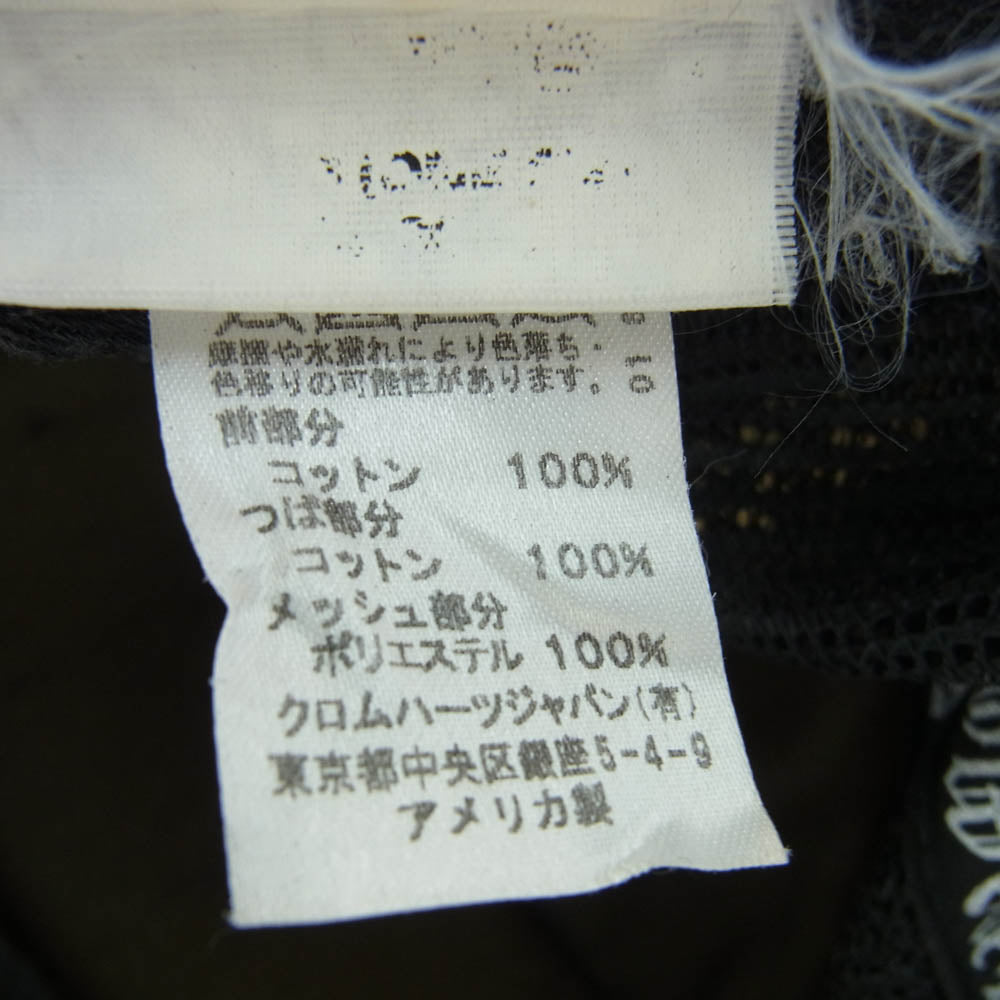 摩擦や水濡れにより色落ち・
色移りの可能性があります。
前部分
コットン 100%
つば部分
コットン 100%
メッシュ部分
ポリエステル 100%
クロムハーツジャパン(有)
東京都中央区銀座5-4-9
アメリカ製